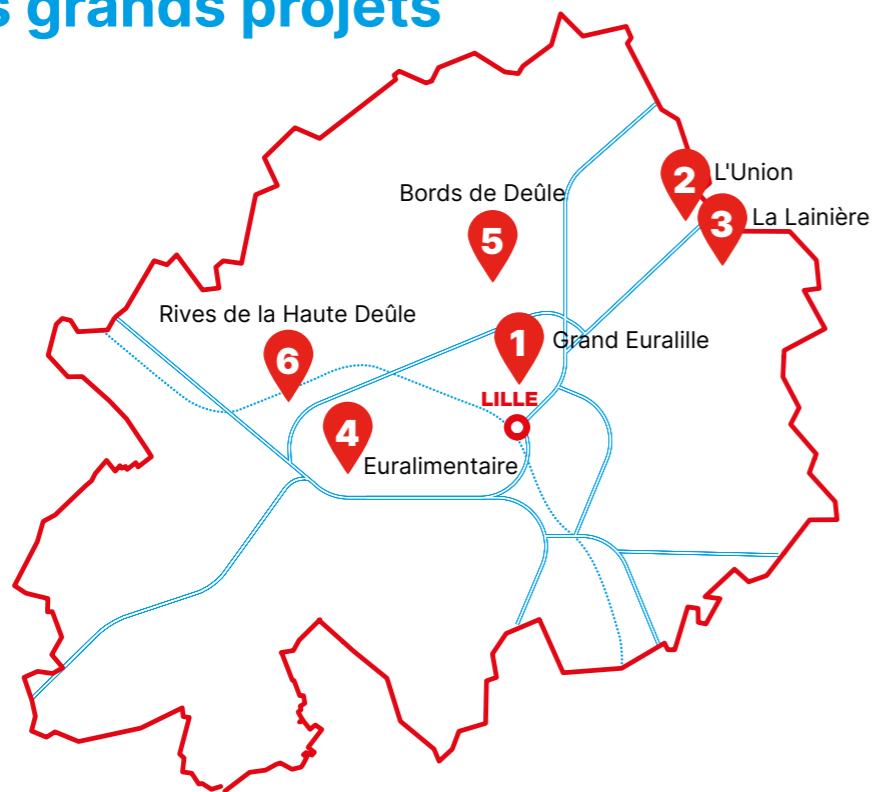 s grands projets
2
L'Union
Bords de Deûle
3
La Lainière
5
Rives de la Haute Deûle
1
Grand Euralille
6
LILLE
4
Euralimentaire